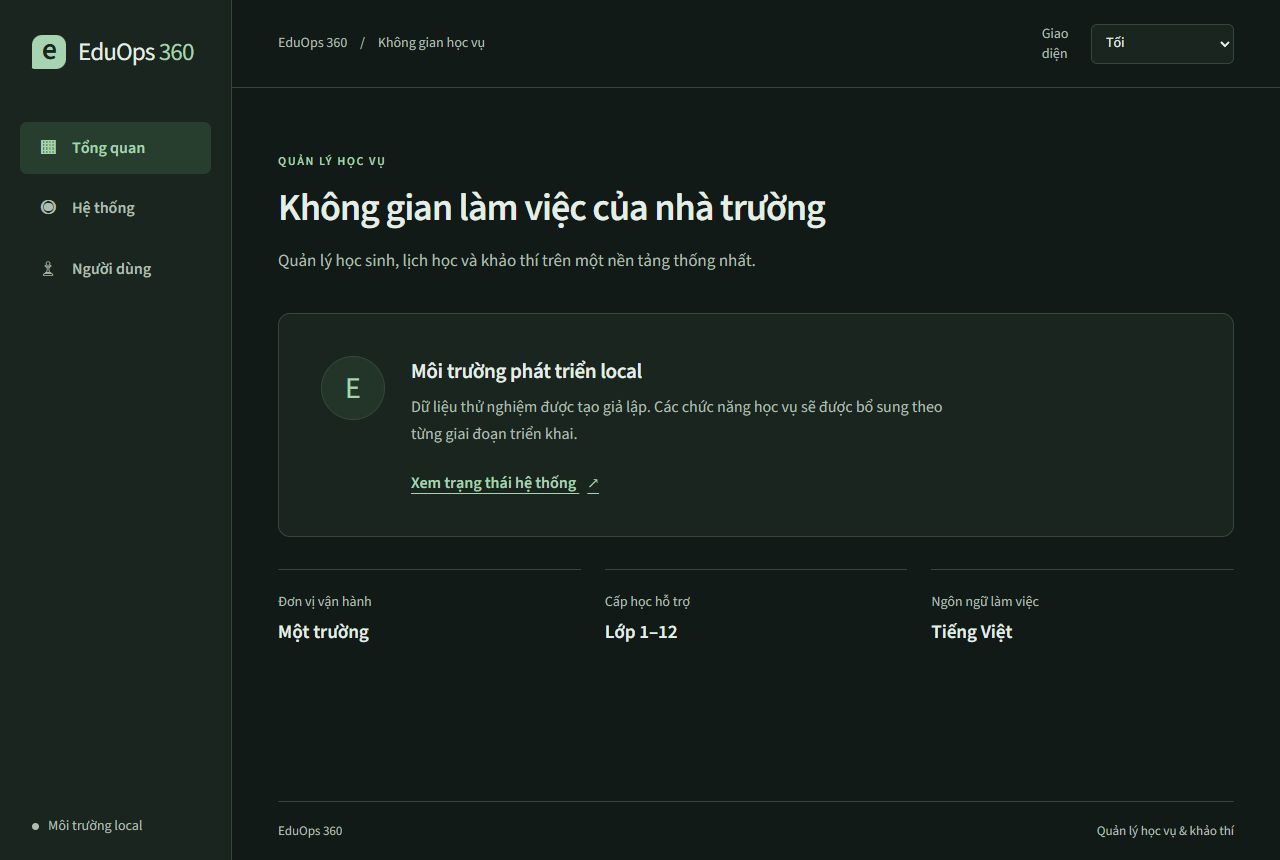 e EduOps 360
Tổng quan
Hệ thống
Người dùng
Môi trường local
EduOps 360 / Không gian học vụ
Giao
diện
Tối
QUẢN LÝ HỌC VỤ
Không gian làm việc của nhà trường
Quản lý học sinh, lịch học và khảo thí trên một nền tảng thống nhất.
E
Môi trường phát triển local
Dữ liệu thử nghiệm được tạo giả lập. Các chức năng học vụ sẽ được bổ sung theo
từng giai đoạn triển khai.
Xem trạng thái hệ thống ↗
Đơn vị vận hành
Một trường
Cấp học hỗ trợ
Lớp 1–12
Ngôn ngữ làm việc
Tiếng Việt
EduOps 360
Quản lý học vụ & khảo thí